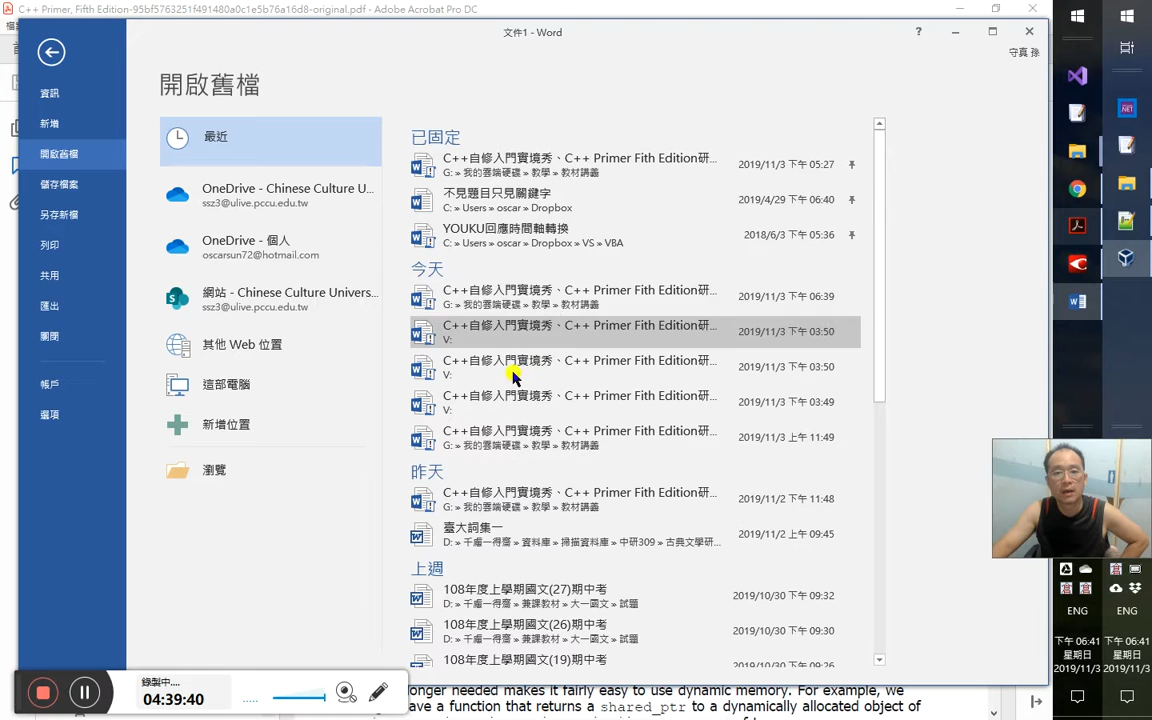 C++ Primer, Fifth Edition-95bf5763251f491480a0c1e5b76a16d8-original.pdf - Adobe Acrobat Pro DC
文件1 - Word
?
守真 孫
資訊
新增
開啟舊檔
儲存檔案
另存新檔
列印
共用
匯出
關閉
帳戶
選項
開啟舊檔
最近
OneDrive - Chinese Culture U...
ssz3@ulive.pccu.edu.tw
OneDrive - 個人
oscarsun72@hotmail.com
網站 - Chinese Culture Univers...
ssz3@ulive.pccu.edu.tw
其他 Web 位置
這部電腦
新增位置
瀏覽
已固定
C++自修入門實境秀、C++ Primer Fith Edition研... 2019/11/3 下午 05:27
G: » 我的雲端硬碟 » 教學 » 教材講義
不見題目只見關鍵字 2019/4/29 下午 06:40
C: » Users » oscar » Dropbox
YOUKU回應時間軸轉換 2018/6/3 下午 05:36
C: » Users » oscar » Dropbox » VS » VBA
今天
C++自修入門實境秀、C++ Primer Fith Edition研... 2019/11/3 下午 06:39
G: » 我的雲端硬碟 » 教學 » 教材講義
C++自修入門實境秀、C++ Primer Fith Edition研... 2019/11/3 下午 03:50
V:
C++自修入門實境秀、C++ Primer Fith Edition研... 2019/11/3 下午 03:50
V:
C++自修入門實境秀、C++ Primer Fith Edition研... 2019/11/3 下午 03:49
V:
C++自修入門實境秀、C++ Primer Fith Edition研... 2019/11/3 上午 11:49
G: » 我的雲端硬碟 » 教學 » 教材講義
昨天
C++自修入門實境秀、C++ Primer Fith Edition研... 2019/11/2 下午 11:48
G: » 我的雲端硬碟 » 教學 » 教材講義
臺大詞集一 2019/11/2 下午 09:45
D: » 千慮一得齋 » 資料庫 » 掃描資料庫 » 中研309 » 古典文學研...
上週
108年度上學期國文(27)期中考 2019/10/30 下午 09:32
D: » 千慮一得齋 » 兼課教材 » 大一國文 » 試題
108年度上學期國文(26)期中考 2019/10/30 下午 09:30
D: » 千慮一得齋 » 兼課教材 » 大一國文 » 試題
108年度上學期國文(19)期中考 2019/10/30 下午 09:26
錄製中...
04:39:40
onger needed makes it fairly easy to use dynamic memory. For example, we
ave a function that returns a shared_ptr to a dynamically allocated object of
.NET
ENG ENG
下午 06:41 下午 06:41
星期日 星期日
2019/11/3 2019/11/3